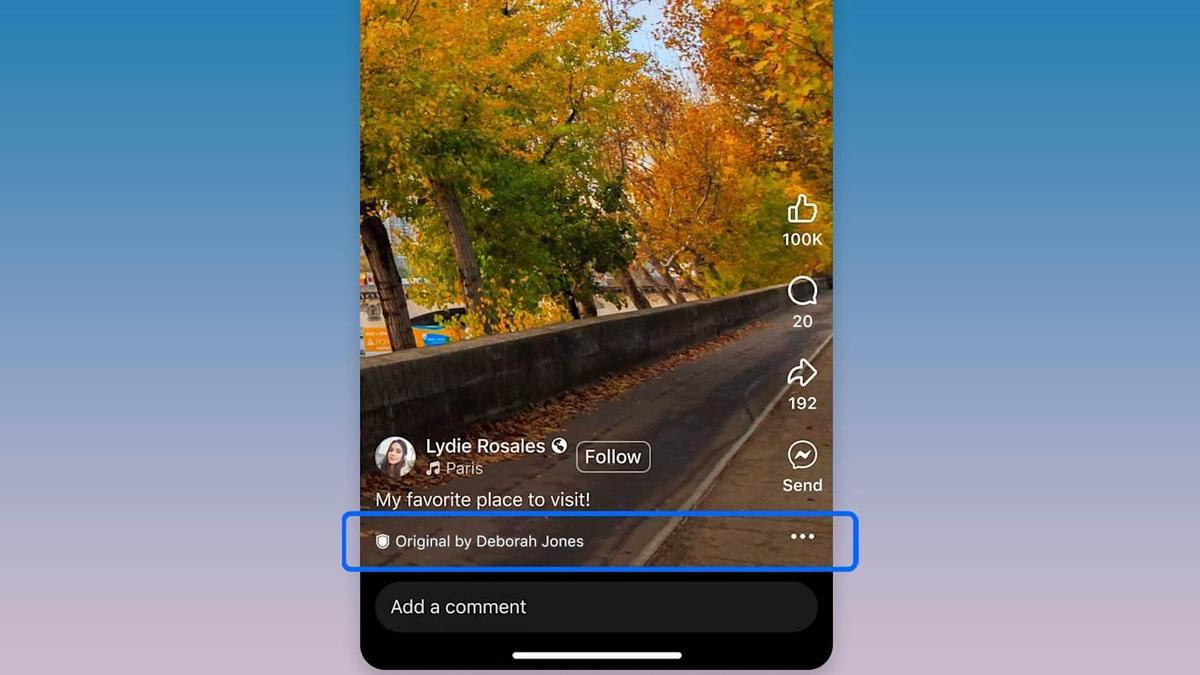 100K
20
192
Lydie Rosales
Follow
Paris
Send
My favorite place to visit!
Original by Deborah Jones
Add a comment